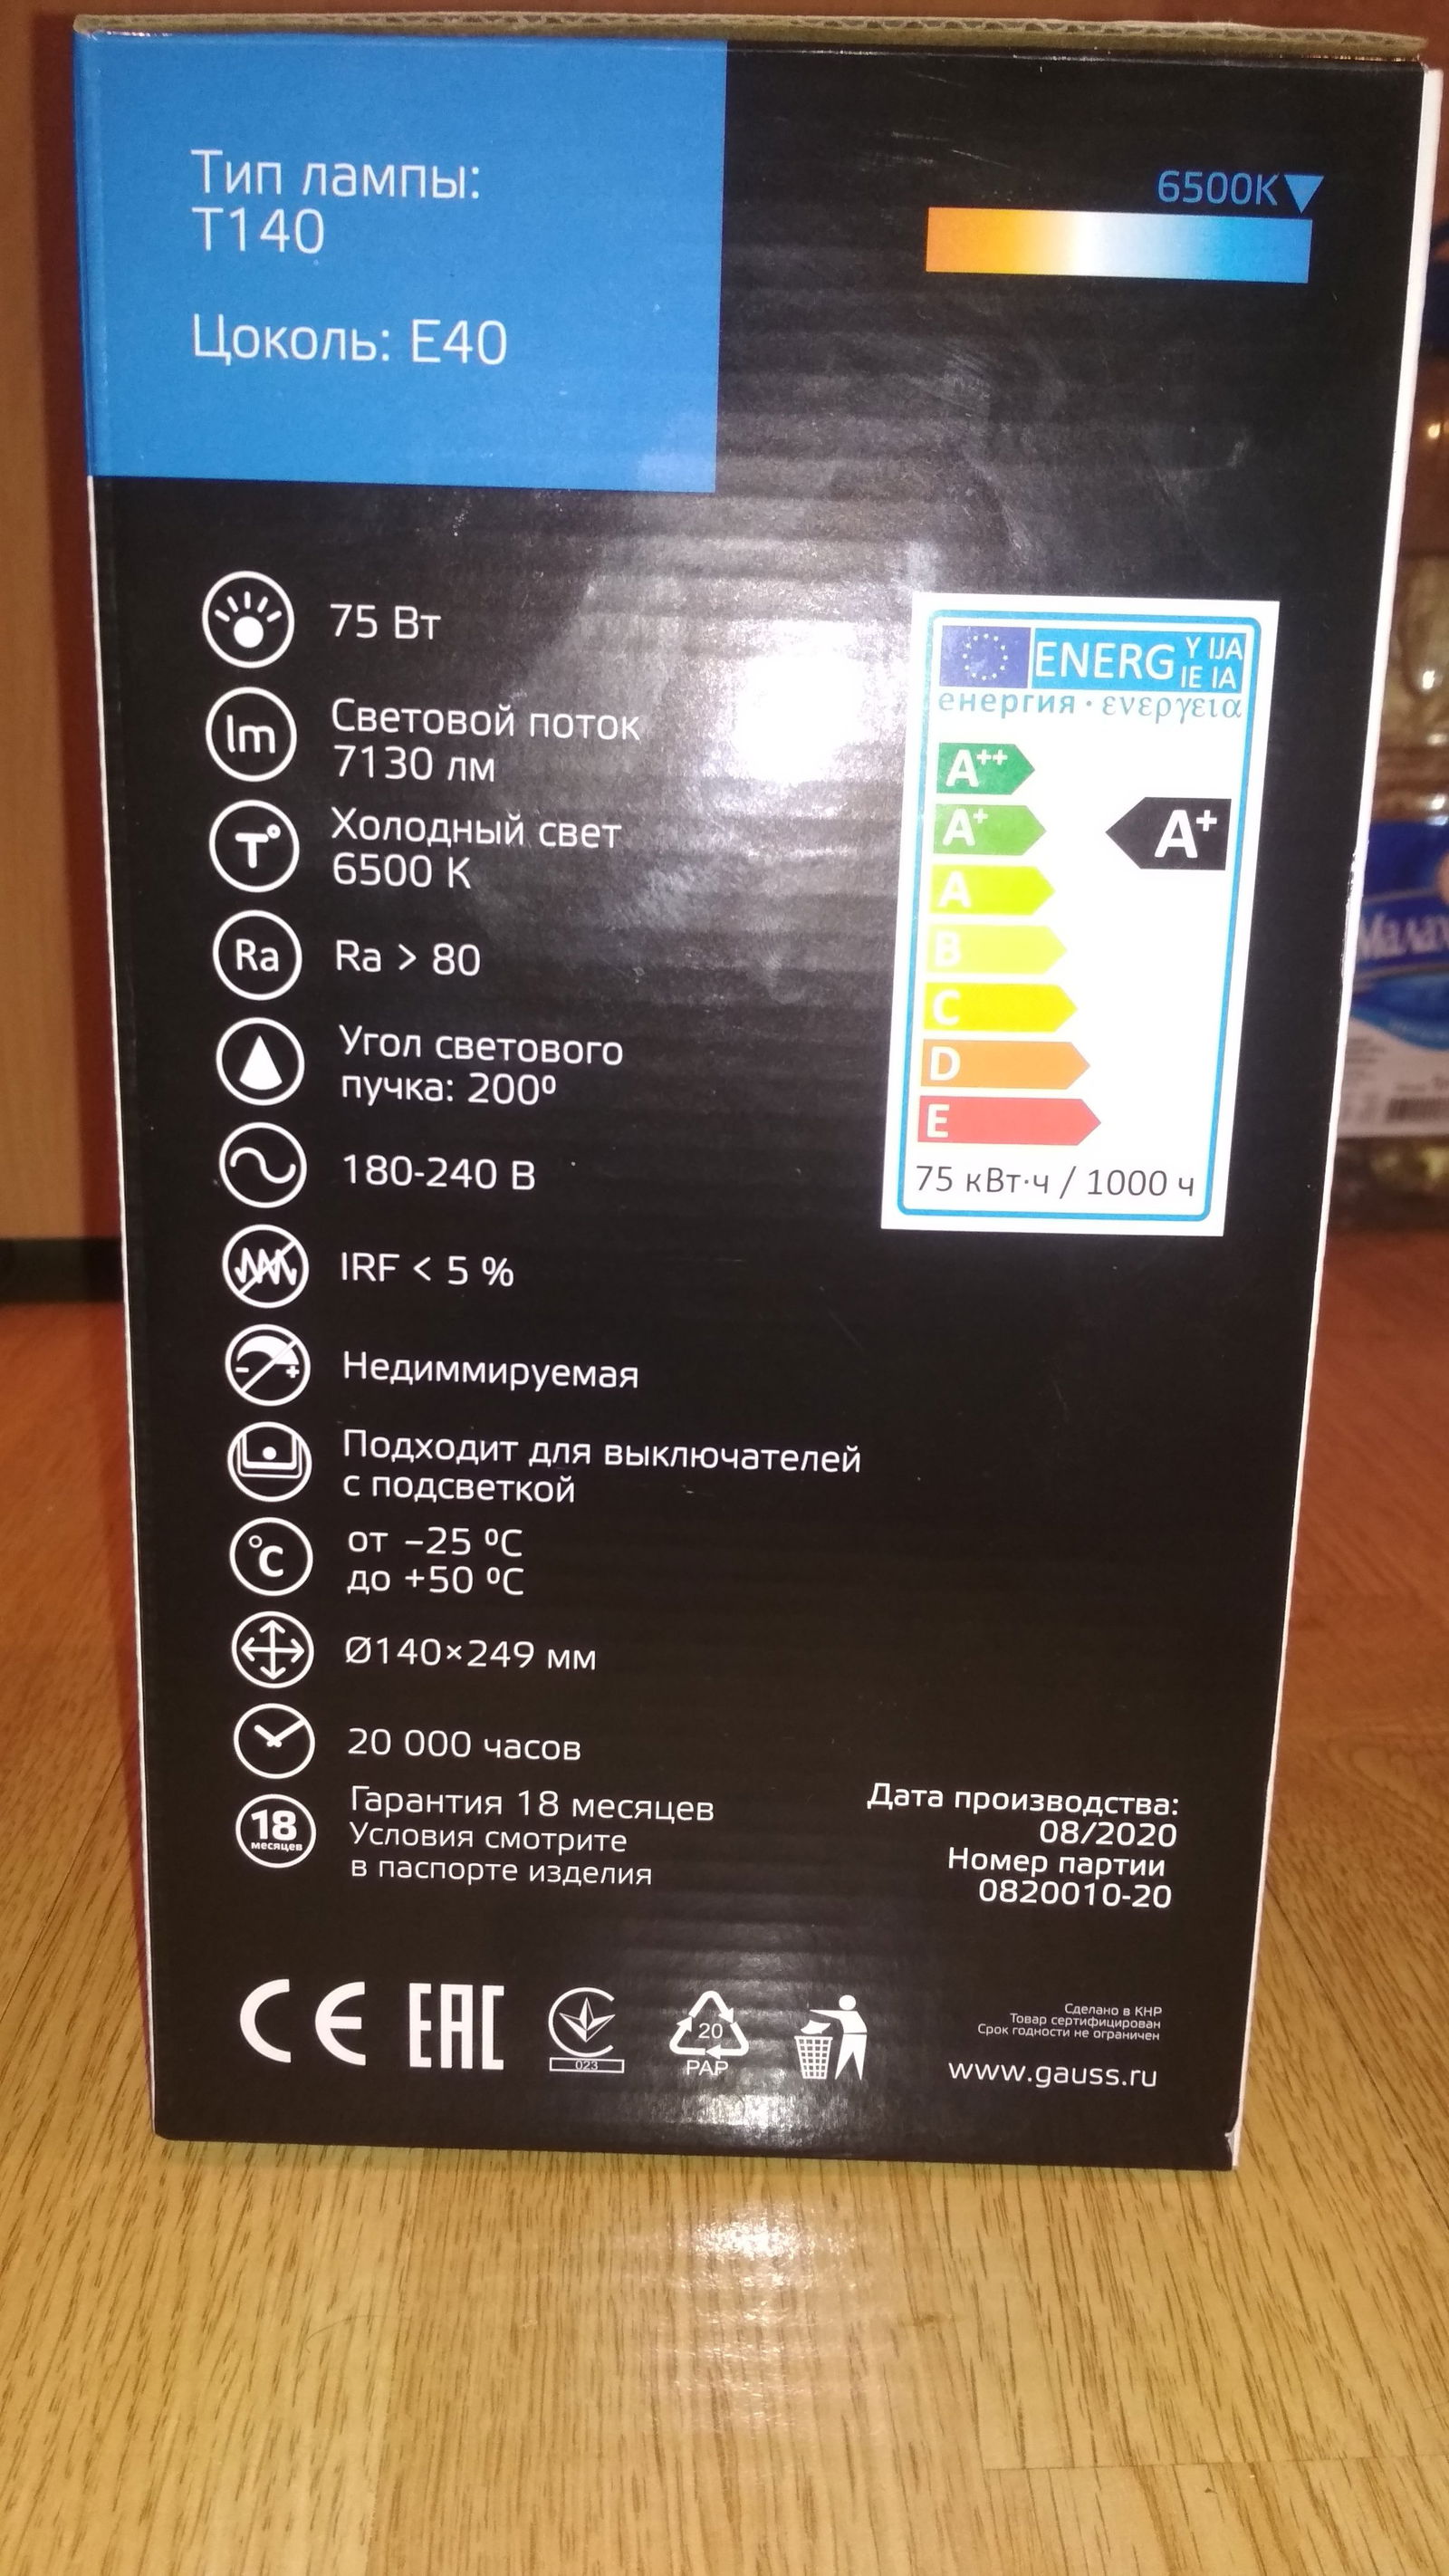 Тип лампы:
T140
Цоколь: E40
6500K
75 Вт
lm
Световой поток
7130 лм
T°
Холодный свет
6500 K
Ra
Ra > 80
Угол светового
пучка: 200º
180-240 В
IRF < 5 %
Недиммируемая
Подходит для выключателей
с подсветкой
°C
от –25 ºC
до +50 ºC
Ø140×249 мм
20 000 часов
18
месяцев
Гарантия 18 месяцев
Условия смотрите
в паспорте изделия
ENERG Y IJA
IE IA
енергия · ενεργεια
A++
A+
A+
A
B
C
D
E
75 кВт·ч / 1000 ч
Дата производства:
08/2020
Номер партии
0820010-20
CE EAC
023
20
PAP
Сделано в КНР
Товар сертифицирован
Срок годности не ограничен
www.gauss.ru